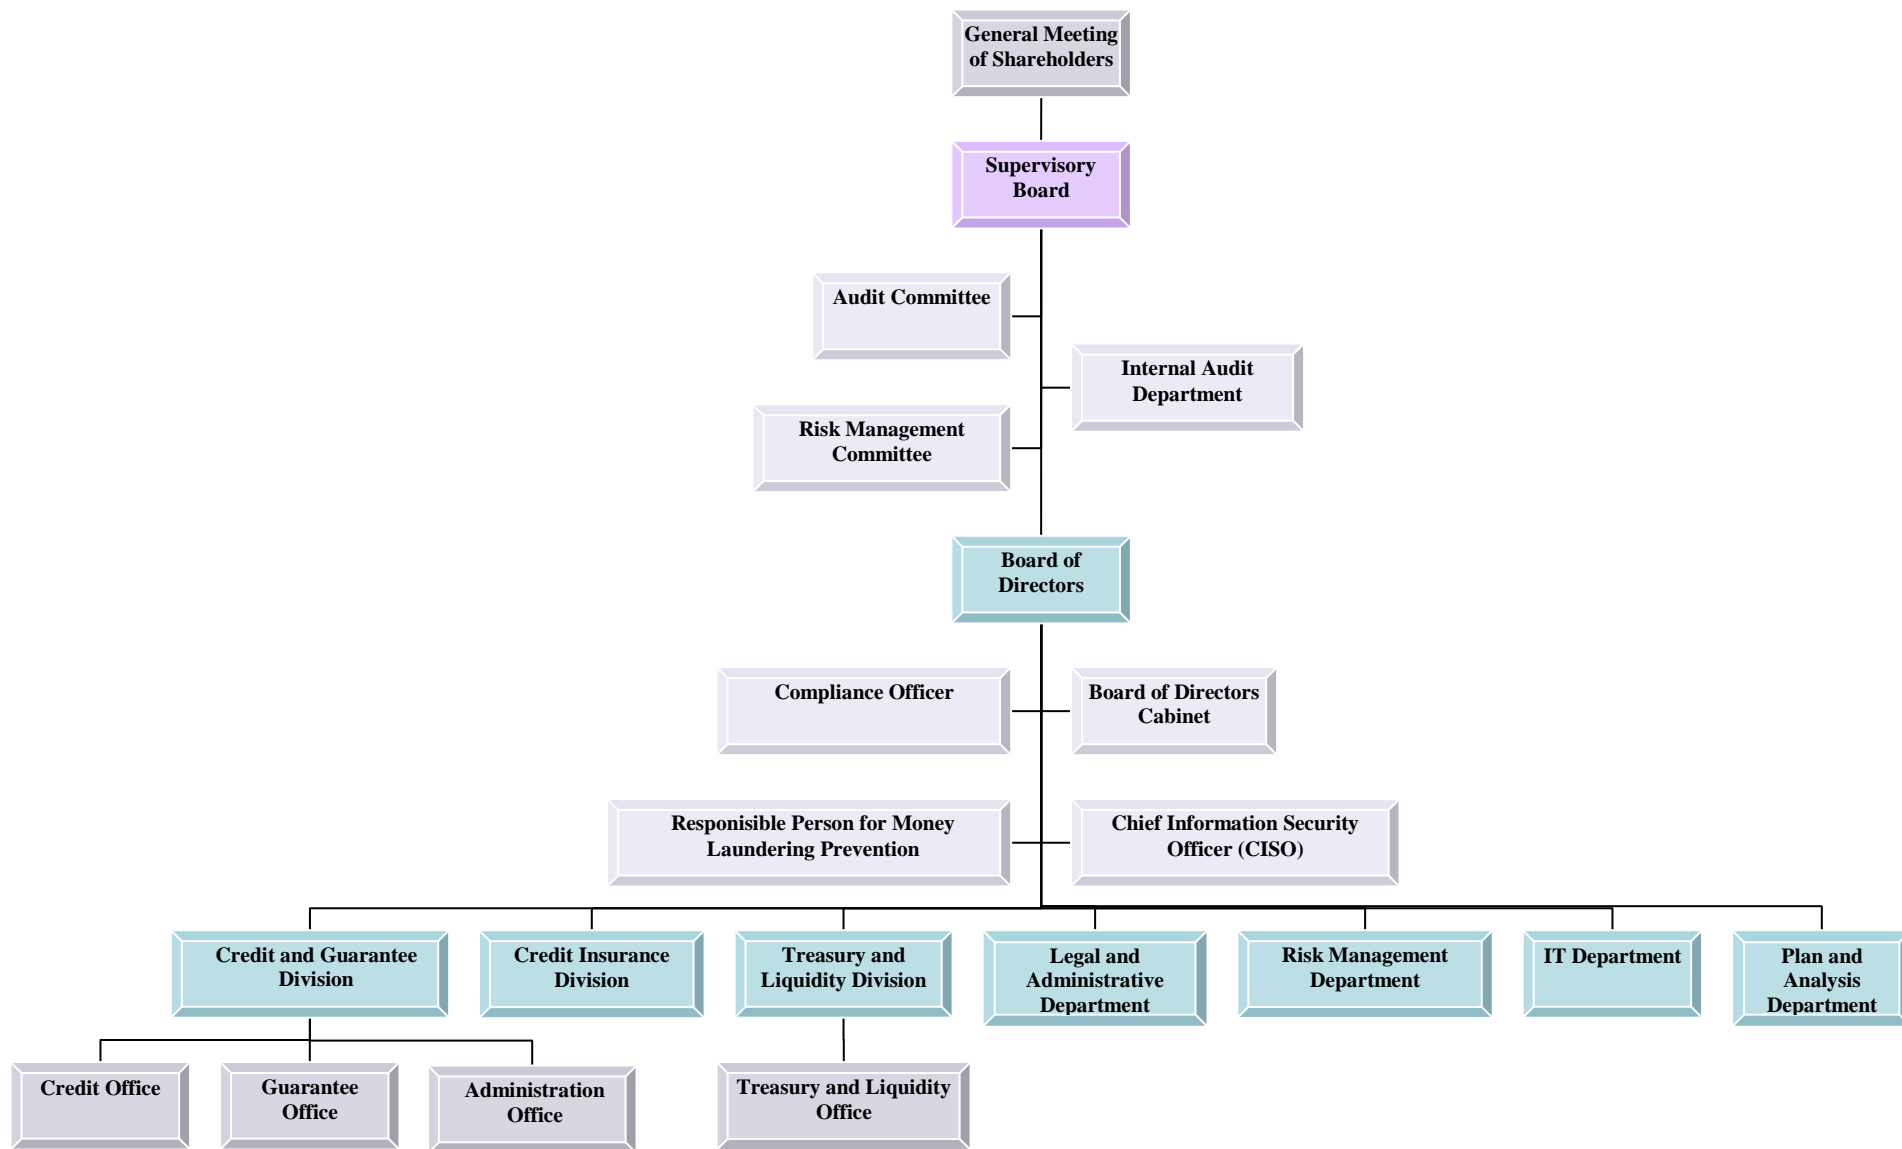 General Meeting
of Shareholders
Supervisory
Board
Audit Committee
Internal Audit
Department
Risk Management
Committee
Board of
Directors
Compliance Officer
Board of Directors
Cabinet
Responisible Person for Money
Laundering Prevention
Chief Information Security
Officer (CISO)
Credit and Guarantee
Division
Credit Insurance
Division
Treasury and
Liquidity Division
Legal and
Administrative
Department
Risk Management
Department
IT Department
Plan and
Analysis
Department
Credit Office
Guarantee
Office
Administration
Office
Treasury and Liquidity
Office